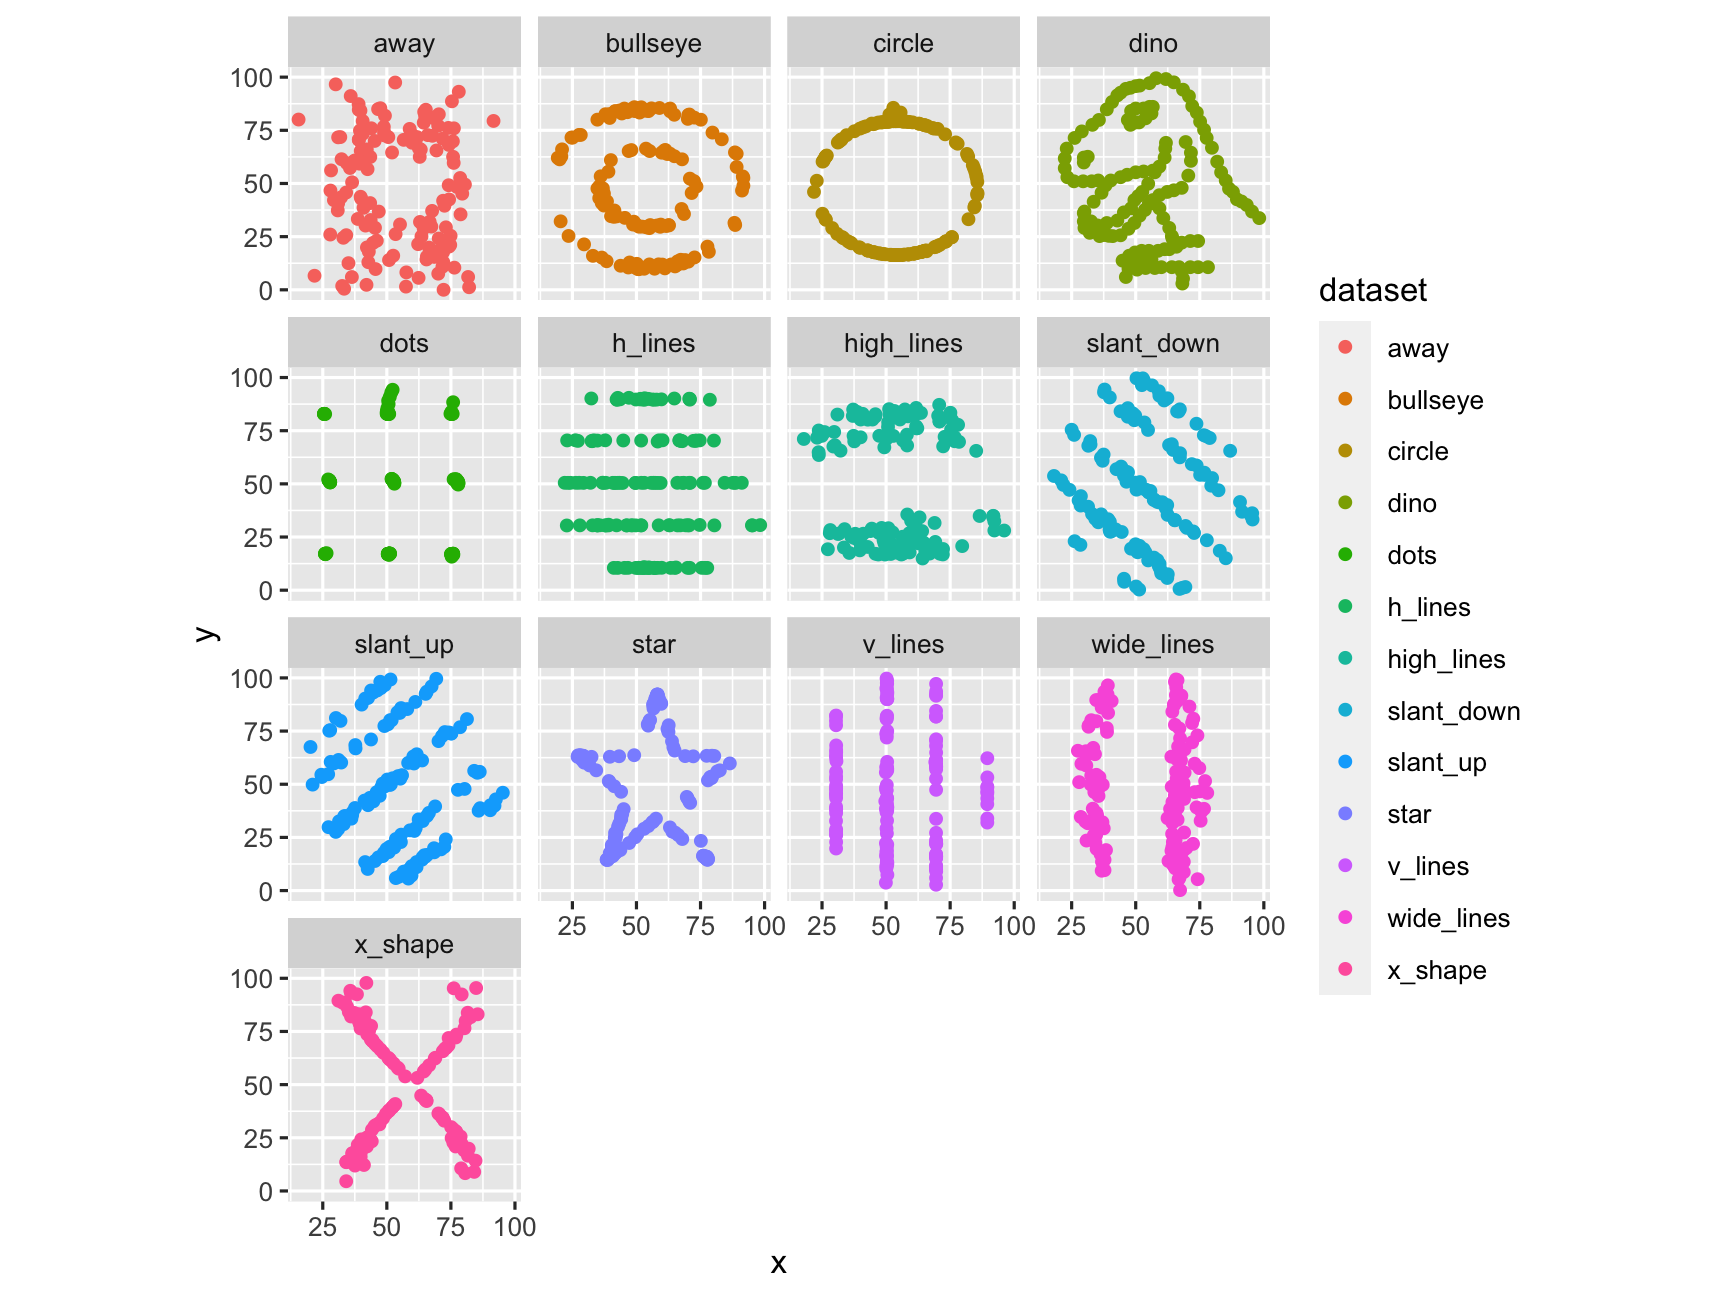 away bullseye circle dino
100
75
50
25
0
dots h_lines high_lines slant_down
100
75
50
25
0
slant_up star v_lines wide_lines
100
75
50
25
0
25 50 75 100 25 50 75 100 25 50 75 100
x_shape
100
75
50
25
0
25 50 75 100
x
y
dataset
away
bullseye
circle
dino
dots
h_lines
high_lines
slant_down
slant_up
star
v_lines
wide_lines
x_shape